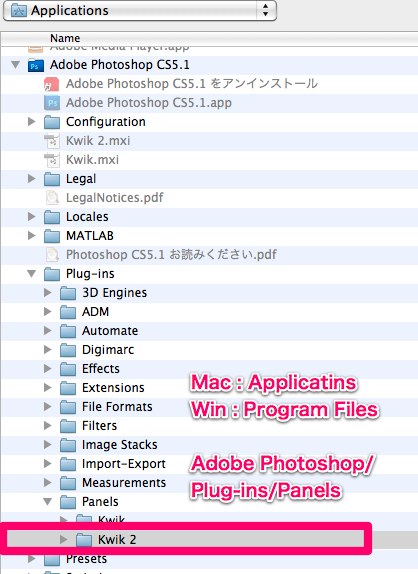 Applications
Name
Adobe Media Player.app
Adobe Photoshop CS5.1
Adobe Photoshop CS5.1 をアンインストール
Adobe Photoshop CS5.1.app
Configuration
Kwik 2.mxi
Kwik.mxi
Legal
LegalNotices.pdf
Locales
MATLAB
Photoshop CS5.1 お読みください.pdf
Plug-ins
3D Engines
ADM
Automate
Digimarc
Effects
Extensions
Mac : Applicatins
File Formats
Win : Program Files
Filters
Image Stacks
Import-Export
Adobe Photoshop/
Measurements
Plug-ins/Panels
Panels
Kwik
Kwik 2
Presets